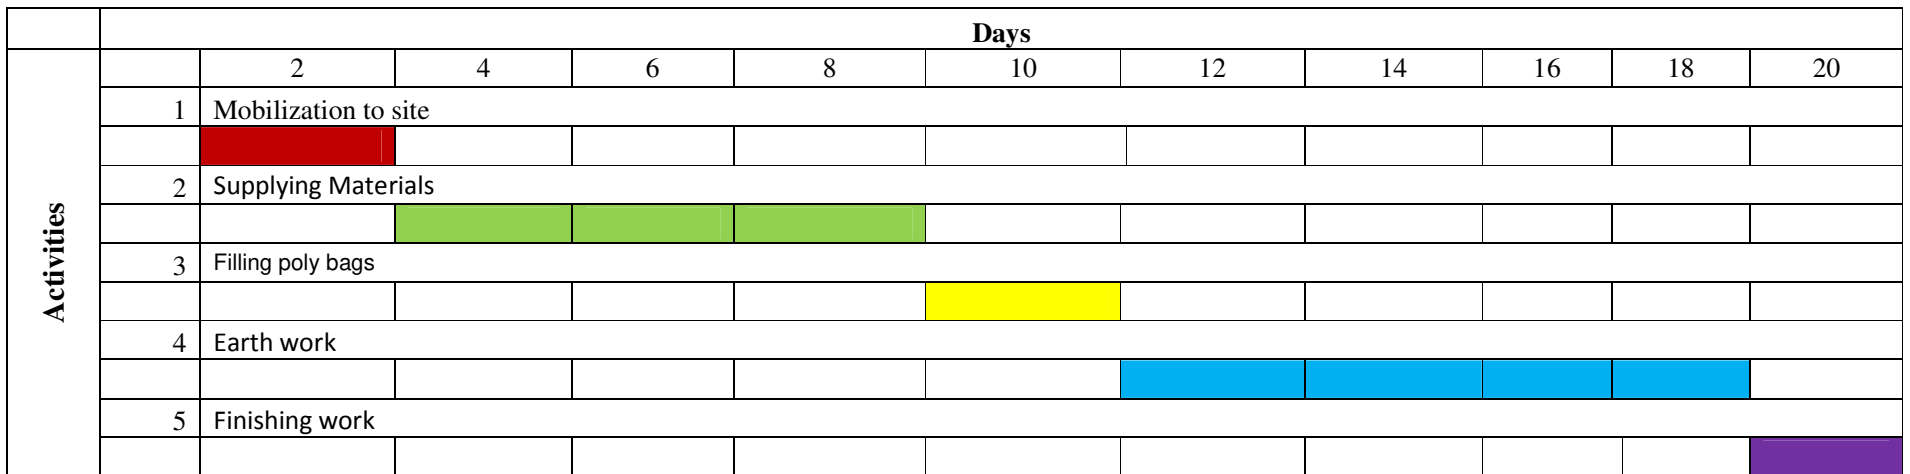 Days
2 4 6 8 10 12 14 16 18 20
Activities
1 Mobilization to site
2 Supplying Materials
3 Filling poly bags
4 Earth work
5 Finishing work